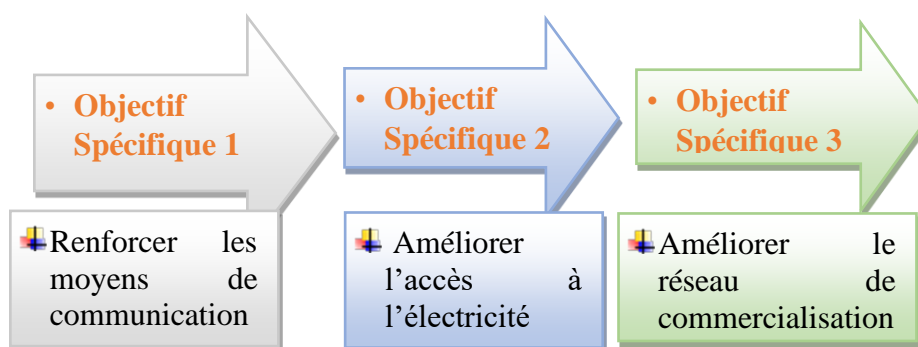 • Objectif
Spécifique 1
Renforcer les
moyens de
communication
• Objectif
Spécifique 2
Améliorer
l’accès à
l’électricité
• Objectif
Spécifique 3
Améliorer le
réseau de
commercialisation